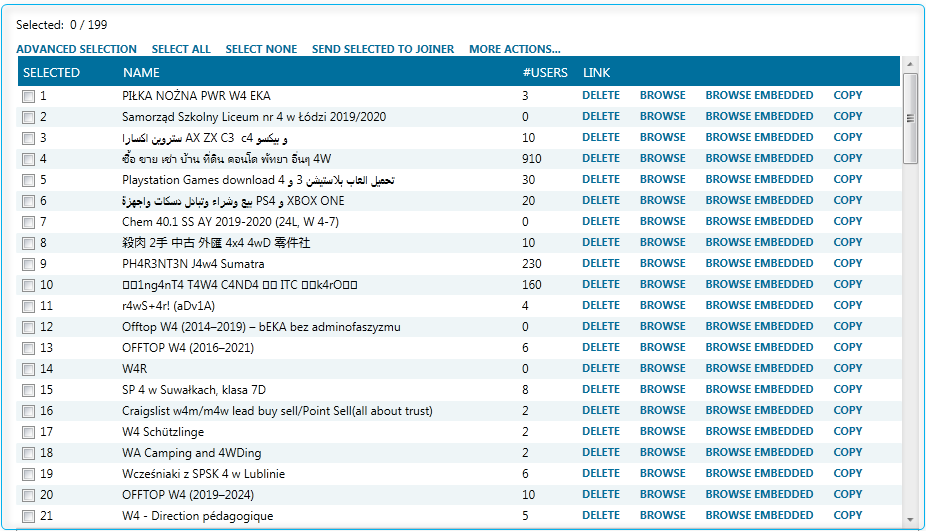 Selected: 0 / 199
ADVANCED SELECTION SELECT ALL SELECT NONE SEND SELECTED TO JOINER MORE ACTIONS...
SELECTED NAME #USERS LINK
1 PIŁKA NOŻNA PWR W4 EKA 3 DELETE BROWSE BROWSE EMBEDDED COPY
2 Samorząd Szkolny Liceum nr 4 w Łodzi 2019/2020 0 DELETE BROWSE BROWSE EMBEDDED COPY
3 ستروين اكسارا AX ZX C3 c4 و بيكسو 10 DELETE BROWSE BROWSE EMBEDDED COPY
4 ซื้อ ขาย เช่า บ้าน ที่ดิน คอนโด พัทยา อื่นๆ 4W 910 DELETE BROWSE BROWSE EMBEDDED COPY
5 Playstation Games download 4 تحميل العاب بلاستيشن 3 و 30 DELETE BROWSE BROWSE EMBEDDED COPY
6 بيع وشراء وتبادل دسكات واجهزة PS4 و XBOX ONE 20 DELETE BROWSE BROWSE EMBEDDED COPY
7 Chem 40.1 SS AY 2019-2020 (24L, W 4-7) 0 DELETE BROWSE BROWSE EMBEDDED COPY
8 殺肉 2手 中古 外匯 4x4 4wD 零件社 10 DELETE BROWSE BROWSE EMBEDDED COPY
9 PH4R3NT3N J4w4 Sumatra 230 DELETE BROWSE BROWSE EMBEDDED COPY
10 1ng4nT4 T4W4 C4ND4 ITC k4rO 160 DELETE BROWSE BROWSE EMBEDDED COPY
11 r4wS+4r! (aDv1A) 4 DELETE BROWSE BROWSE EMBEDDED COPY
12 Offtop W4 (2014–2019) – bEKA bez adminofaszyzmu 0 DELETE BROWSE BROWSE EMBEDDED COPY
13 OFFTOP W4 (2016–2021) 6 DELETE BROWSE BROWSE EMBEDDED COPY
14 W4R 0 DELETE BROWSE BROWSE EMBEDDED COPY
15 SP 4 w Suwałkach, klasa 7D 8 DELETE BROWSE BROWSE EMBEDDED COPY
16 Craigslist w4m/m4w lead buy sell/Point Sell(all about trust) 2 DELETE BROWSE BROWSE EMBEDDED COPY
17 W4 Schützlinge 2 DELETE BROWSE BROWSE EMBEDDED COPY
18 WA Camping and 4WDing 2 DELETE BROWSE BROWSE EMBEDDED COPY
19 Wcześniaki z SPSK 4 w Lublinie 6 DELETE BROWSE BROWSE EMBEDDED COPY
20 OFFTOP W4 (2019–2024) 10 DELETE BROWSE BROWSE EMBEDDED COPY
21 W4 - Direction pédagogique 5 DELETE BROWSE BROWSE EMBEDDED COPY